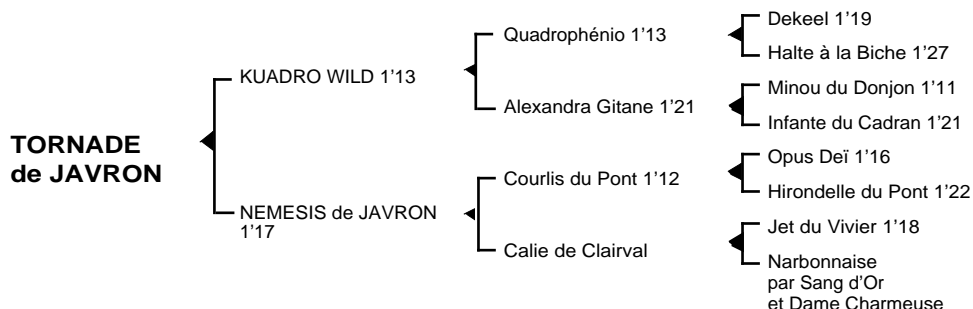 TORNADE
de JAVRON
KUADRO WILD 1’13
NEMESIS de JAVRON
1’17
Quadrophénio 1’13
Alexandra Gitane 1’21
Courlis du Pont 1’12
Calie de Clairval
Dekeel 1’19
Halte à la Biche 1’27
Minou du Donjon 1’11
Infante du Cadran 1’21
Opus Deï 1’16
Hirondelle du Pont 1’22
Jet du Vivier 1’18
Narbonnaise
par Sang d’Or
et Dame Charmeuse